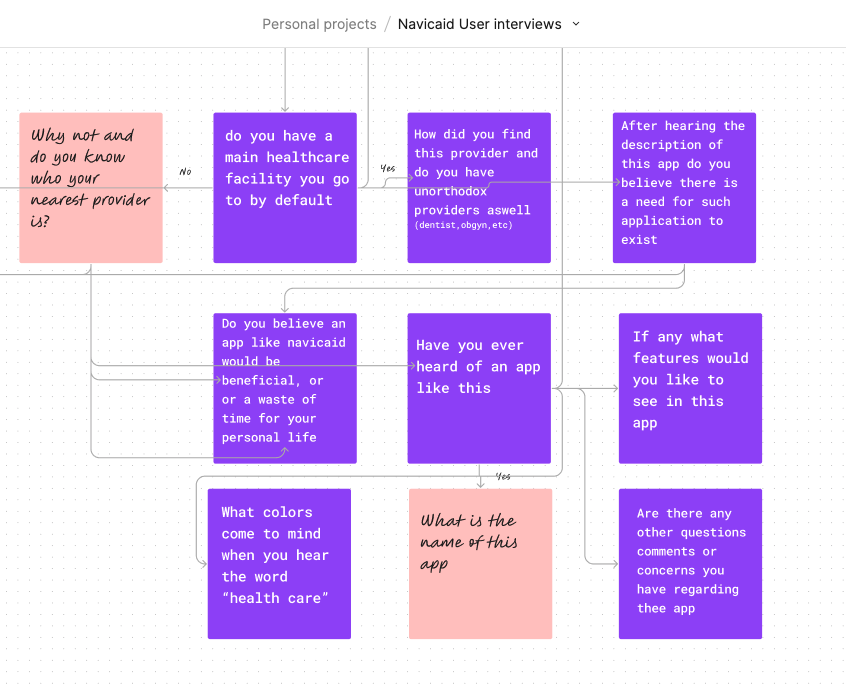 Personal projects / Navicaid User interviews
Why not and
do you know
who your
nearest provider
is?
No
do you have a
main healthcare
facility you go
to by default
Yes
How did you find
this provider and
do you have
unorthodox
providers aswell
(dentist,obgyn,etc)
After hearing the
description of
this app do you
believe there is
a need for such
application to
exist
Do you believe an
app like navicaid
would be
beneficial, or
or a waste of
time for your
personal life
Have you ever
heard of an app
like this
If any what
features would
you like to
see in this
app
What colors
come to mind
when you hear
the word
“health care”
Yes
What is the
name of this
app
Are there any
other questions
comments or
concerns you
have regarding
thee app